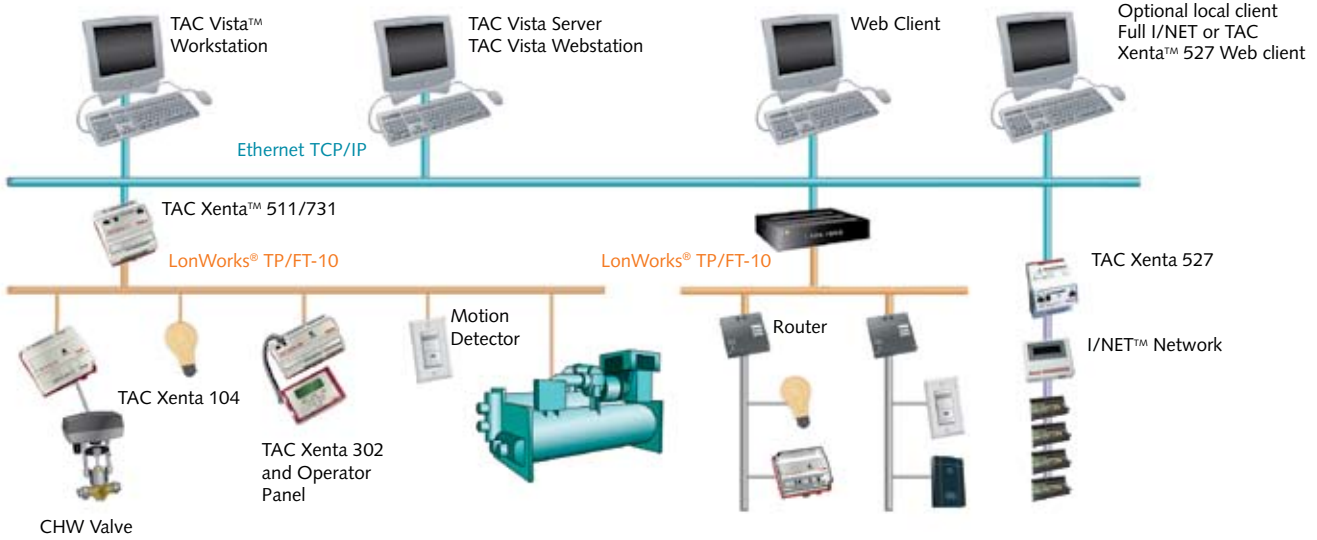 TAC Vista™
Workstation
TAC Vista Server
TAC Vista Webstation
Web Client
Optional local client
Full I/NET or TAC
Xenta™ 527 Web client
Ethernet TCP/IP
TAC Xenta™ 511/731
LonWorks® TP/FT-10
LonWorks® TP/FT-10
TAC Xenta 527
Motion
Detector
Router
I/NET™ Network
TAC Xenta 104
TAC Xenta 302
and Operator
Panel
CHW Valve